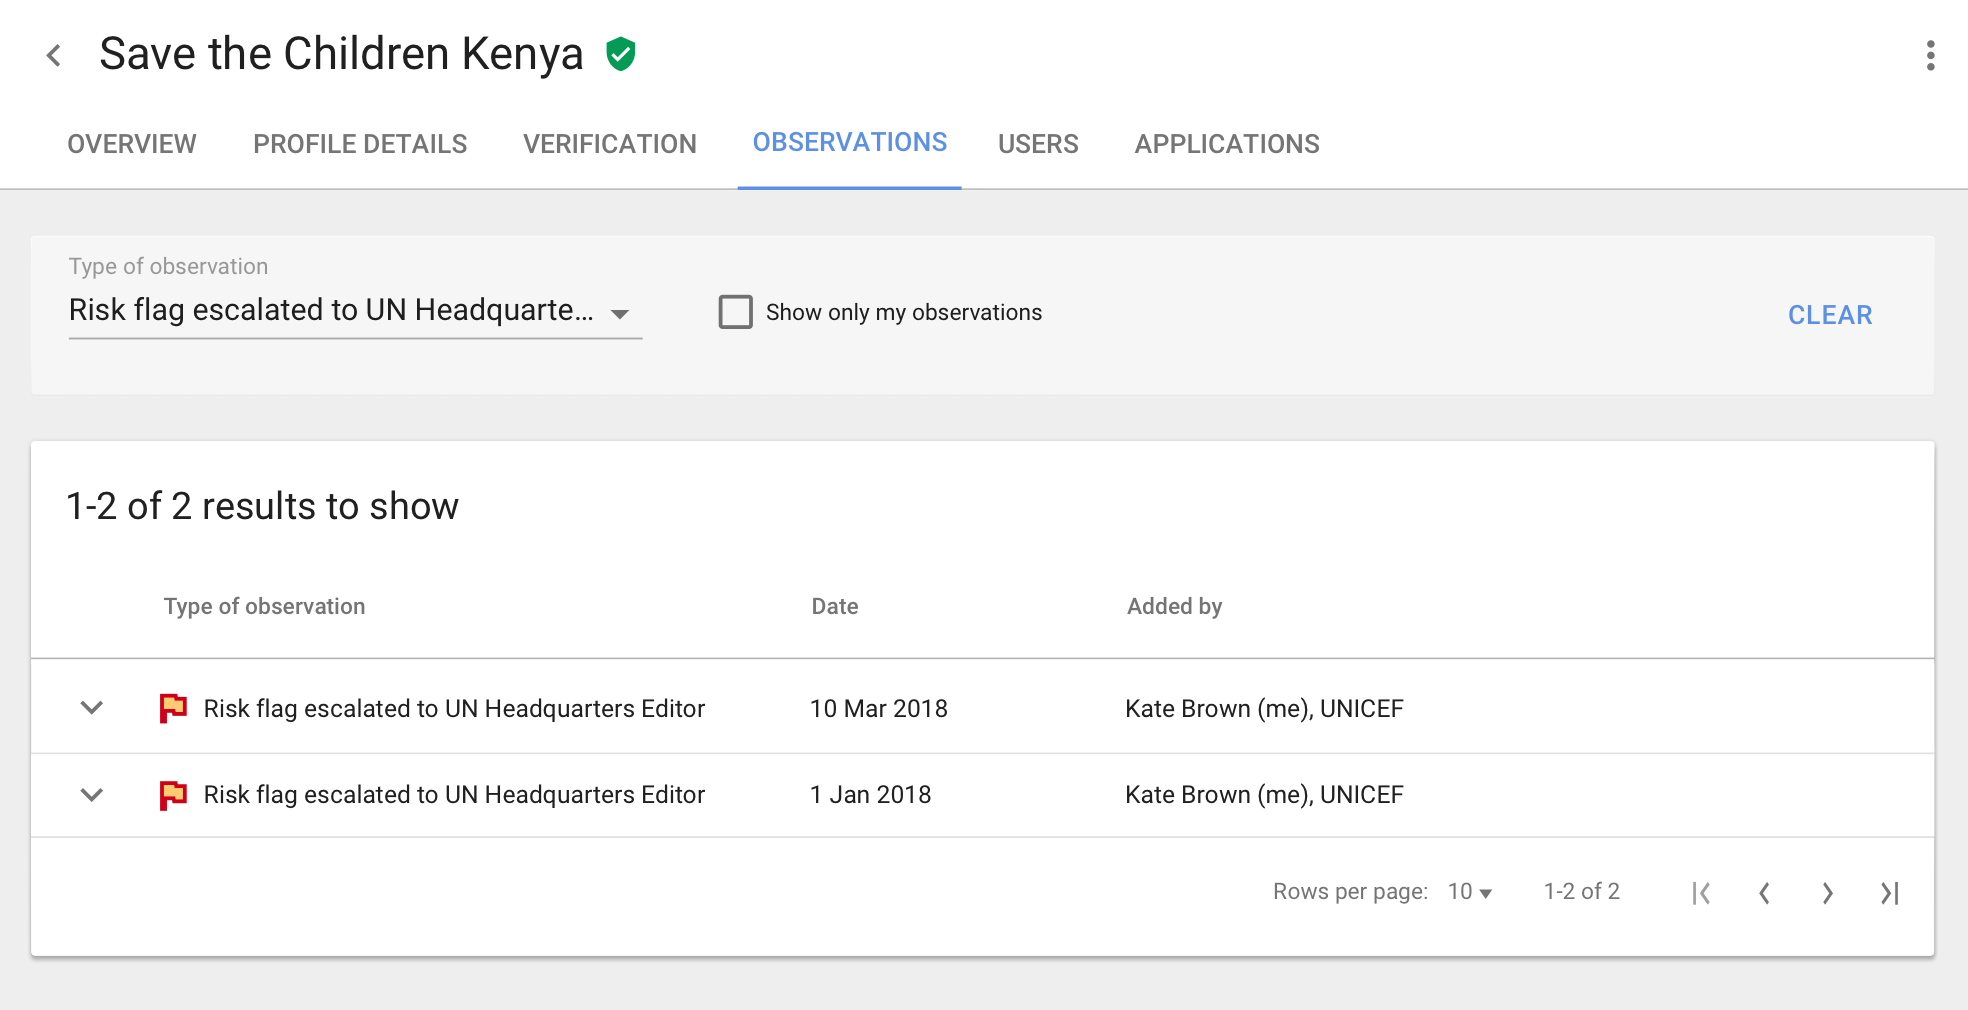 Save the Children Kenya
OVERVIEW PROFILE DETAILS VERIFICATION OBSERVATIONS USERS APPLICATIONS
Type of observation
Risk flag escalated to UN Headquarte... Show only my observations CLEAR
1-2 of 2 results to show
Type of observation Date Added by
Risk flag escalated to UN Headquarters Editor 10 Mar 2018 Kate Brown (me), UNICEF
Risk flag escalated to UN Headquarters Editor 1 Jan 2018 Kate Brown (me), UNICEF
Rows per page: 10 1-2 of 2